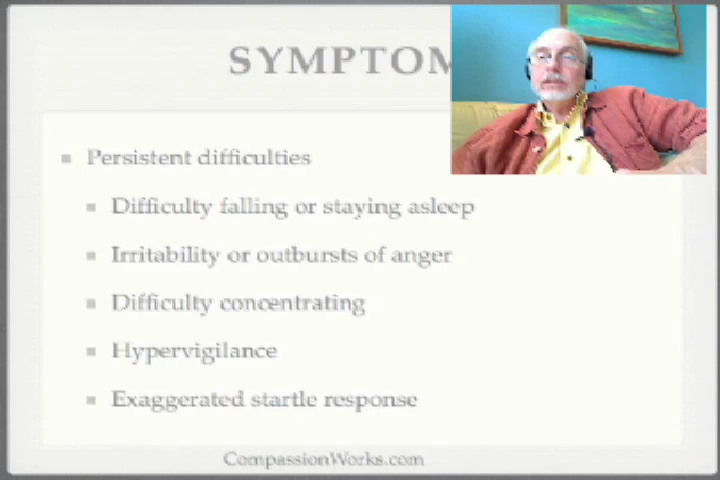 SYMPTOM
Persistent difficulties
Difficulty falling or staying asleep
Irritability or outbursts of anger
Difficulty concentrating
Hypervigilance
Exaggerated startle response
CompassionWorks.com